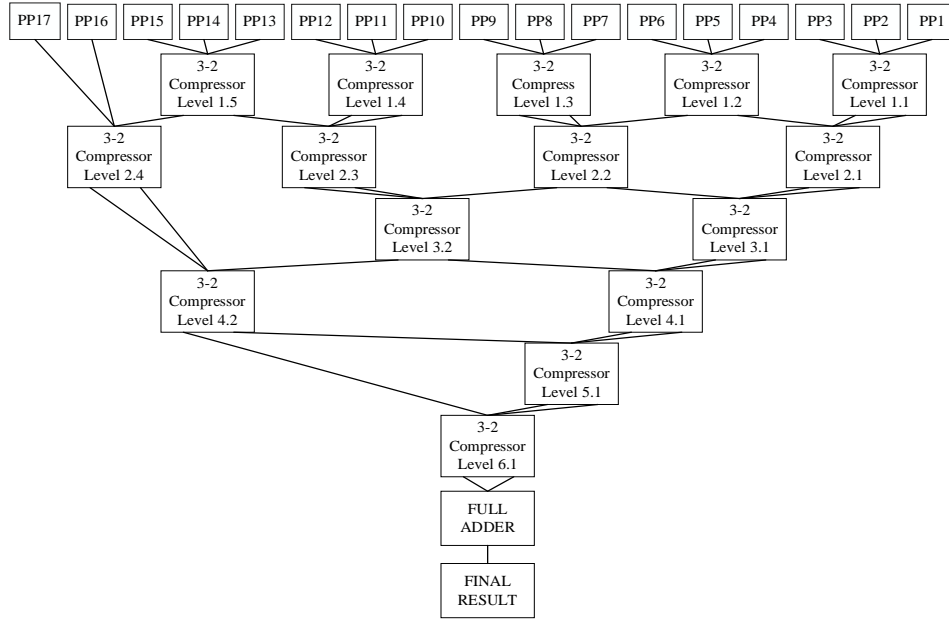 PP17 PP16 PP15 PP14 PP13 PP12 PP11 PP10 PP9 PP8 PP7 PP6 PP5 PP4 PP3 PP2 PP1
3-2
Compressor
Level 1.5
3-2
Compressor
Level 1.4
3-2
Compress
Level 1.3
3-2
Compressor
Level 1.2
3-2
Compressor
Level 1.1
3-2
Compressor
Level 2.4
3-2
Compressor
Level 2.3
3-2
Compressor
Level 2.2
3-2
Compressor
Level 2.1
3-2
Compressor
Level 3.2
3-2
Compressor
Level 3.1
3-2
Compressor
Level 4.2
3-2
Compressor
Level 4.1
3-2
Compressor
Level 5.1
3-2
Compressor
Level 6.1
FULL
ADDER
FINAL
RESULT